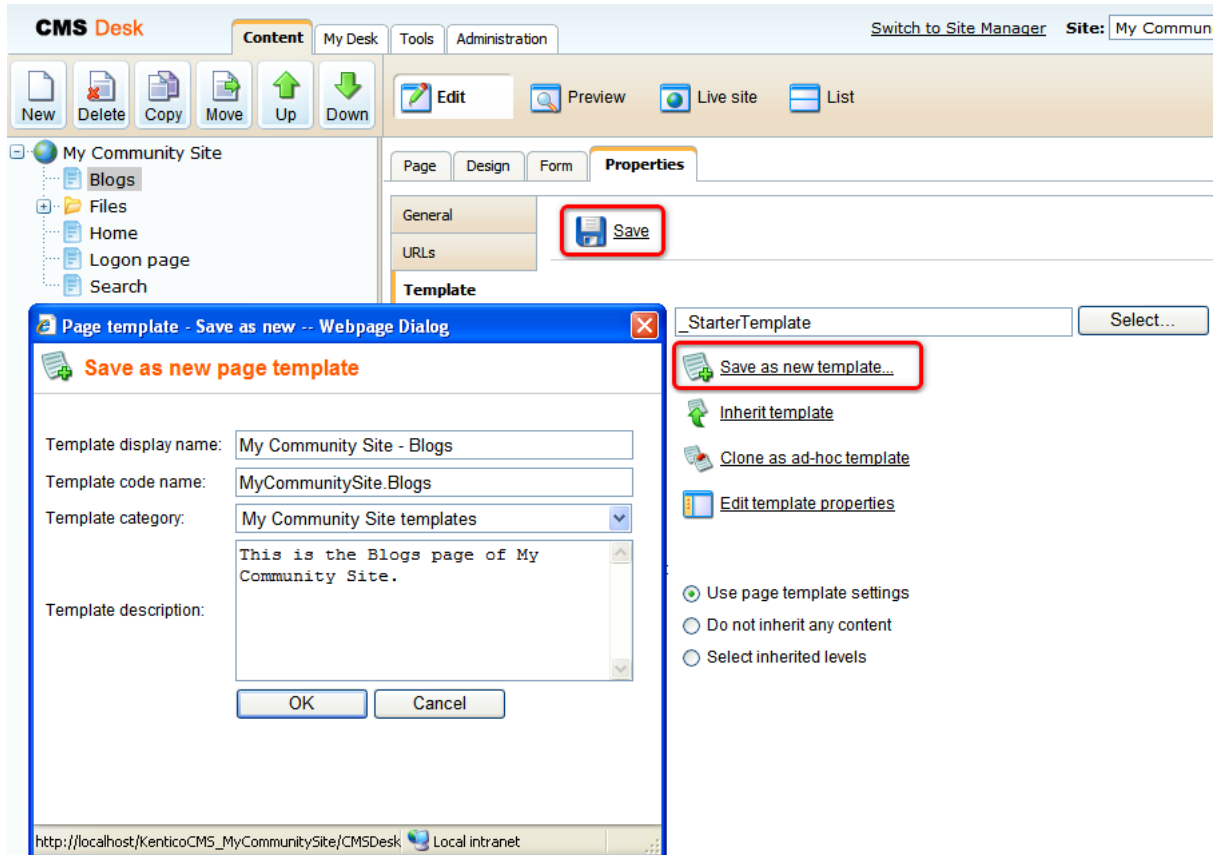 CMS Desk
Content
My Desk
Tools
Administration
Switch to Site Manager
Site:
My Commun
New
Delete
Copy
Move
Up
Down
Edit
Preview
Live site
List
My Community Site
Blogs
Files
Home
Logon page
Search
Page
Design
Form
Properties
General
URLs
Template
Save
_StarterTemplate
Select...
Save as new template...
Inherit template
Clone as ad-hoc template
Edit template properties
Use page template settings
Do not inherit any content
Select inherited levels
Page template - Save as new -- Webpage Dialog
Save as new page template
Template display name:
My Community Site - Blogs
Template code name:
MyCommunitySite.Blogs
Template category:
My Community Site templates
Template description:
This is the Blogs page of My
Community Site.
OK
Cancel
http://localhost/KenticoCMS_MyCommunitySite/CMSDesk
Local intranet